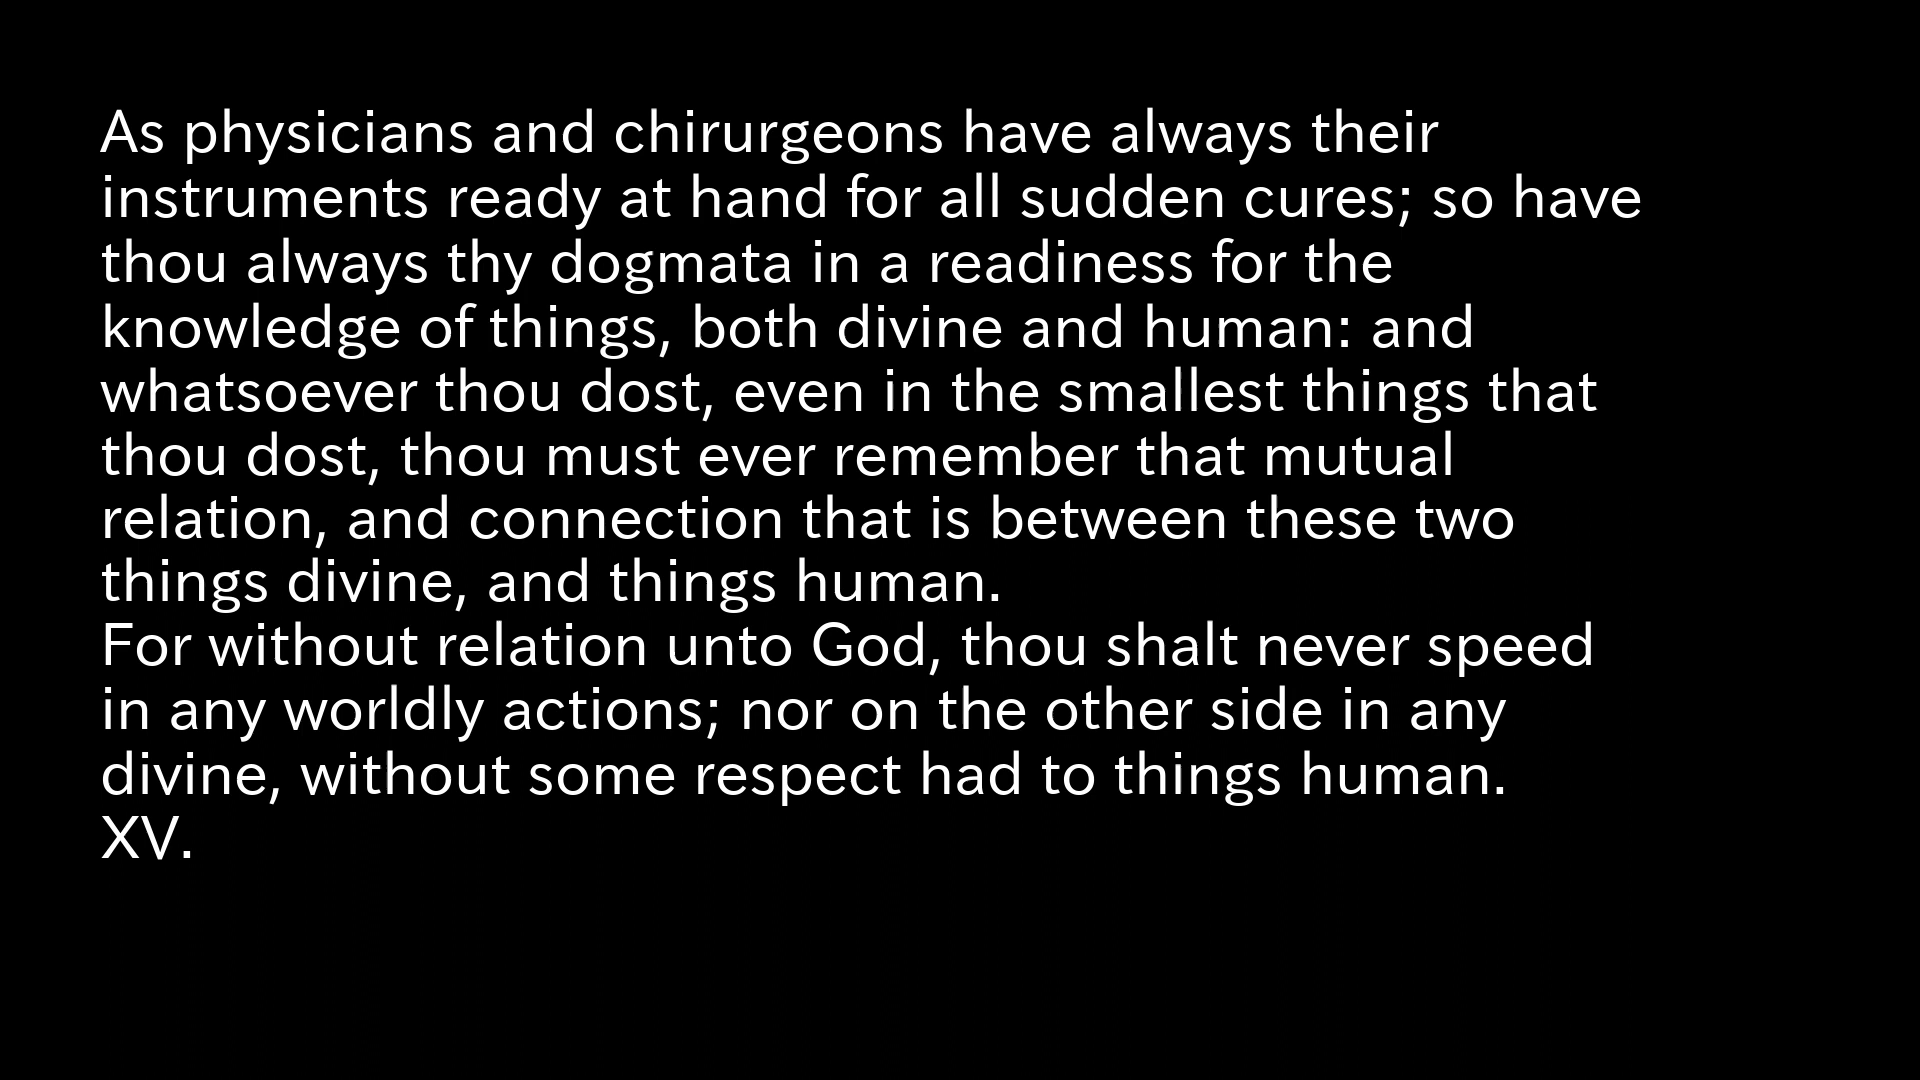 As physicians and chirurgeons have always their
instruments ready at hand for all sudden cures; so have
thou always thy dogmata in a readiness for the
knowledge of things, both divine and human: and
whatsoever thou dost, even in the smallest things that
thou dost, thou must ever remember that mutual
relation, and connection that is between these two
things divine, and things human.
For without relation unto God, thou shalt never speed
in any worldly actions; nor on the other side in any
divine, without some respect had to things human.
XV.